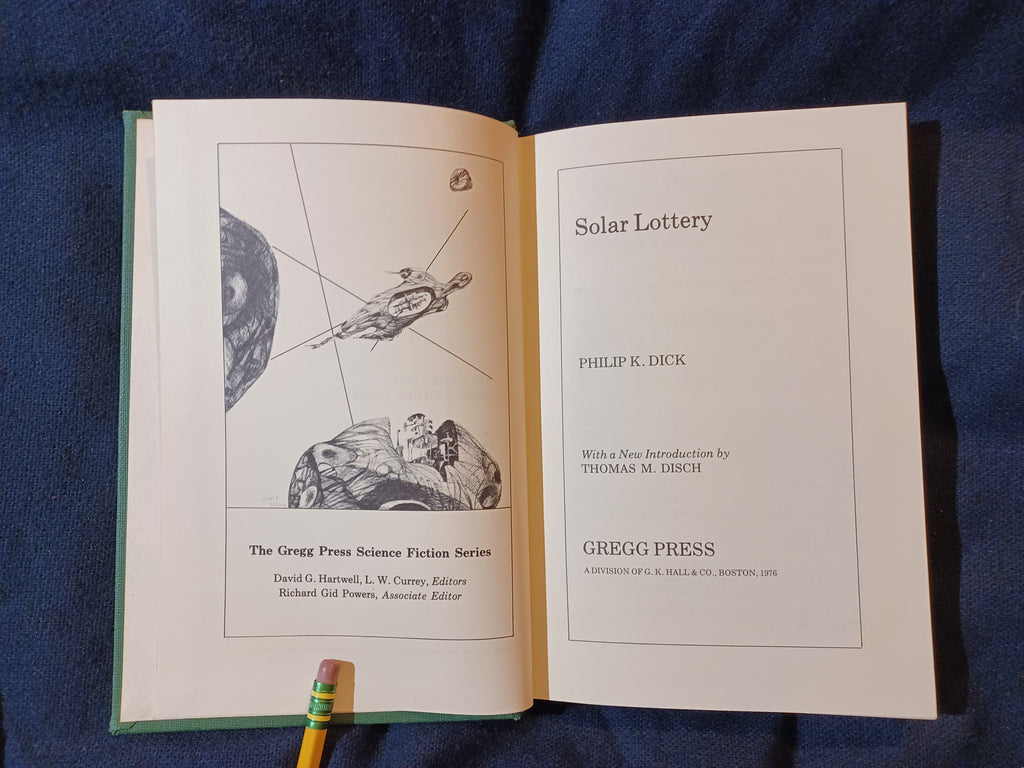 The Gregg Press Science Fiction Series
David G. Hartwell, L. W. Currey, Editors
Richard Gid Powers, Associate Editor
Solar Lottery
PHILIP K. DICK
With a New Introduction by
THOMAS M. DISCH
GREGG PRESS
A DIVISION OF G. K. HALL & CO., BOSTON, 1976